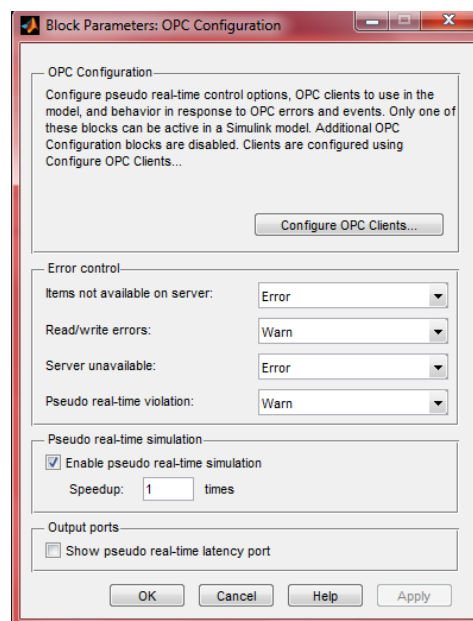 Block Parameters: OPC Configuration
OPC Configuration
Configure pseudo real-time control options, OPC clients to use in the
model, and behavior in response to OPC errors and events. Only one of
these blocks can be active in a Simulink model. Additional OPC
Configuration blocks are disabled. Clients are configured using
Configure OPC Clients...
Configure OPC Clients...
Error control
Items not available on server: Error
Read/write errors: Warn
Server unavailable: Error
Pseudo real-time violation: Warn
Pseudo real-time simulation
Enable pseudo real-time simulation
Speedup: 1 times
Output ports
Show pseudo real-time latency port
OK Cancel Help Apply